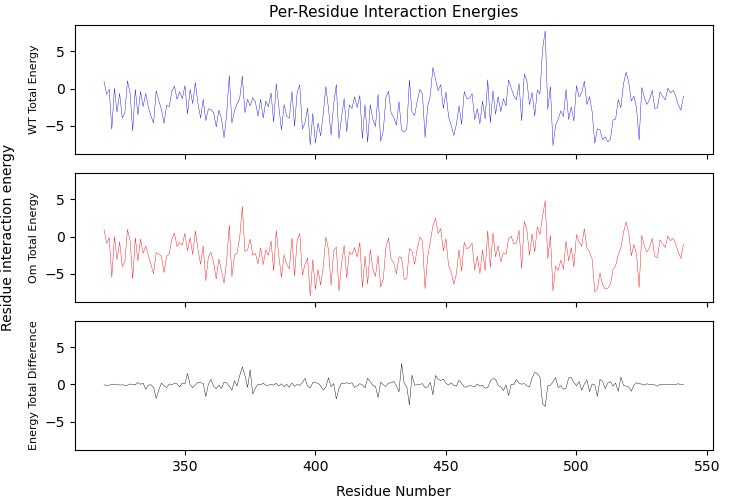 Per-Residue Interaction Energies
Residue interaction energy
WT Total Energy
5
0
−5
Om Total Energy
5
0
−5
Energy Total Difference
5
0
−5
350
400
450
500
550
Residue Number